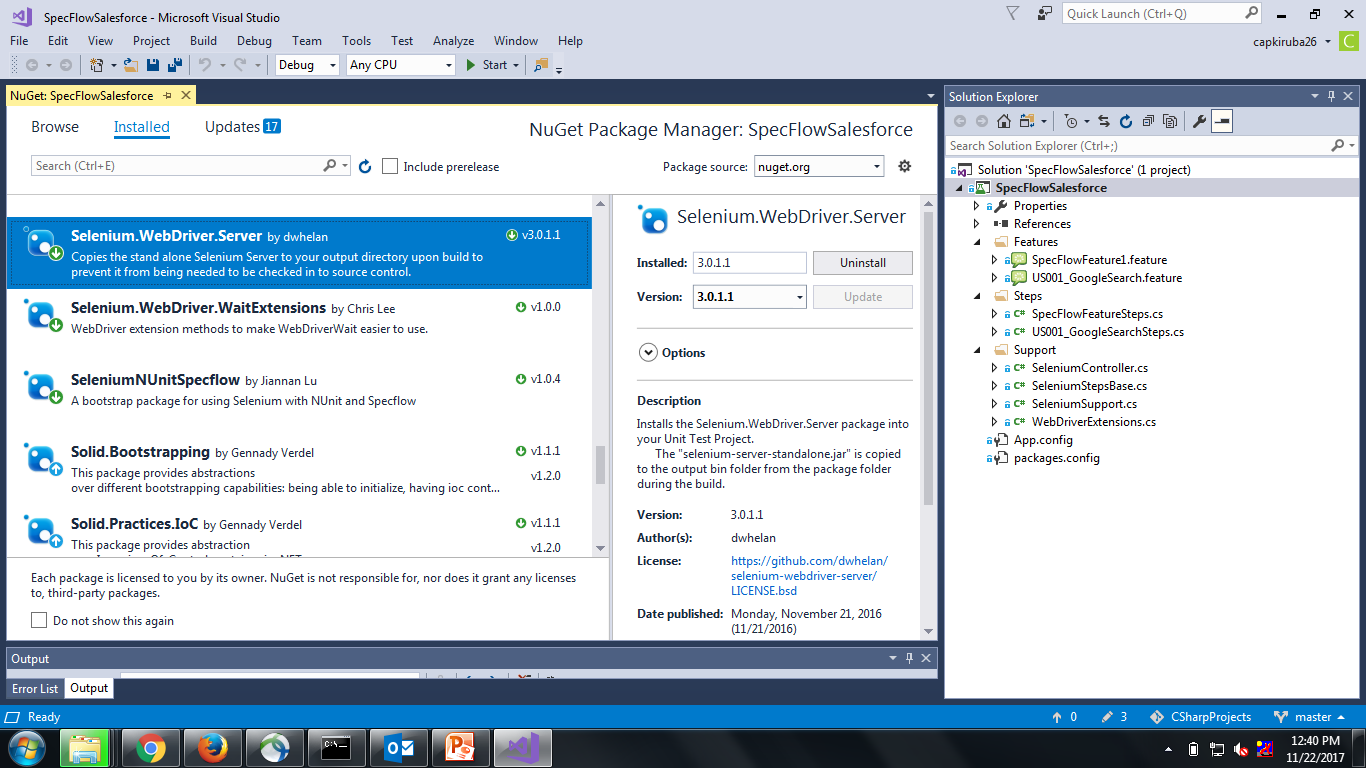 SpecFlowSalesforce - Microsoft Visual Studio
Quick Launch (Ctrl+Q)
File Edit View Project Build Debug Team Tools Test Analyze Window Help
capkiruba26 C
Debug Any CPU Start
NuGet: SpecFlowSalesforce
Browse Installed Updates 17
NuGet Package Manager: SpecFlowSalesforce
Search (Ctrl+E)
Include prerelease
Package source: nuget.org
Selenium.WebDriver.Server by dwhelan v3.0.1.1
Copies the stand alone Selenium Server to your output directory upon build to
prevent it from being needed to be checked in to source control.
Selenium.WebDriver.WaitExtensions by Chris Lee v1.0.0
WebDriver extension methods to make WebDriverWait easier to use.
SeleniumNUnitSpecflow by Jiannan Lu v1.0.4
A bootstrap package for using Selenium with NUnit and Specflow
Solid.Bootstrapping by Gennady Verdel v1.1.1
This package provides abstractions v1.2.0
over different bootstrapping capabilities: being able to initialize, having ioc cont...
Solid.Practices.IoC by Gennady Verdel v1.1.1
This package provides abstraction v1.2.0
Each package is licensed to you by its owner. NuGet is not responsible for, nor does it grant any licenses
to, third-party packages.
Do not show this again
Selenium.WebDriver.Server
Installed: 3.0.1.1 Uninstall
Version: 3.0.1.1 Update
Options
Description
Installs the Selenium.WebDriver.Server package into
your Unit Test Project.
The "selenium-server-standalone.jar" is copied
to the output bin folder from the package folder
during the build.
Version: 3.0.1.1
Author(s): dwhelan
License: https://github.com/dwhelan/
selenium-webdriver-server/
LICENSE.bsd
Date published: Monday, November 21, 2016
(11/21/2016)
Solution Explorer
Search Solution Explorer (Ctrl+;)
Solution 'SpecFlowSalesforce' (1 project)
SpecFlowSalesforce
Properties
References
Features
SpecFlowFeature1.feature
US001_GoogleSearch.feature
Steps
C# SpecFlowFeatureSteps.cs
C# US001_GoogleSearchSteps.cs
Support
C# SeleniumController.cs
C# SeleniumStepsBase.cs
C# SeleniumSupport.cs
C# WebDriverExtensions.cs
App.config
packages.config
Output
Error List Output
Ready
0 3 CSharpProjects master
12:40 PM
11/22/2017